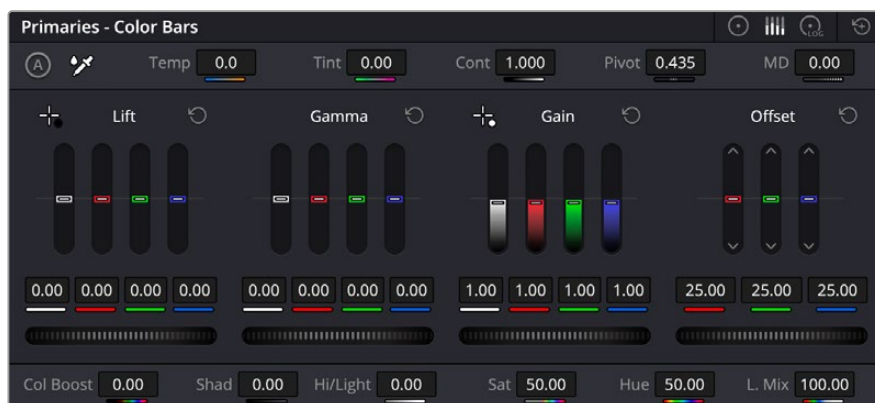 Primaries - Color Bars
LOG
A Temp 0.0 Tint 0.00 Cont 1.000 Pivot 0.435 MD 0.00
Lift Gamma Gain Offset
0.00 0.00 0.00 0.00 0.00 0.00 0.00 0.00 1.00 1.00 1.00 1.00 25.00 25.00 25.00
Col Boost 0.00 Shad 0.00 Hi/Light 0.00 Sat 50.00 Hue 50.00 L. Mix 100.00